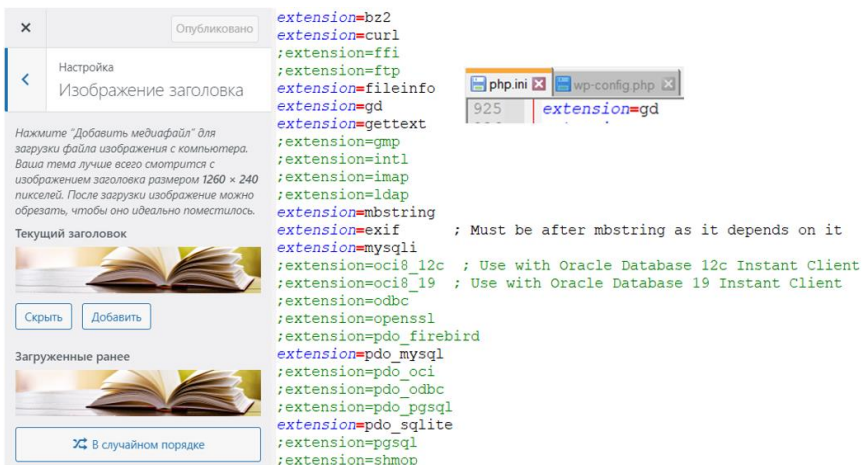 Опубликовано
Настройка
Изображение заголовка
Нажмите "Добавить медиафайл" для
загрузки файла изображения с компьютера.
Ваша тема лучше всего смотрится с
изображением заголовка размером 1260 × 240
пикселей. После загрузки изображение можно
обрезать, чтобы оно идеально поместилось.
Текущий заголовок
Скрыть
Добавить
Загруженные ранее
В случайном порядке
extension=bz2
extension=curl
;extension=ffi
;extension=ftp
extension=fileinfo
extension=gd
extension=gettext
;extension=gmp
;extension=intl
;extension=imap
;extension=ldap
extension=mbstring
extension=exif      ; Must be after mbstring as it depends on it
extension=mysqli
;extension=oci8_12c  ; Use with Oracle Database 12c Instant Client
;extension=oci8_19  ; Use with Oracle Database 19 Instant Client
;extension=odbc
;extension=openssl
;extension=pdo_firebird
extension=pdo_mysql
;extension=pdo_oci
;extension=pdo_odbc
;extension=pdo_pgsql
extension=pdo_sqlite
;extension=pgsql
;extension=shmop
php.ini
wp-config.php
925 extension=gd